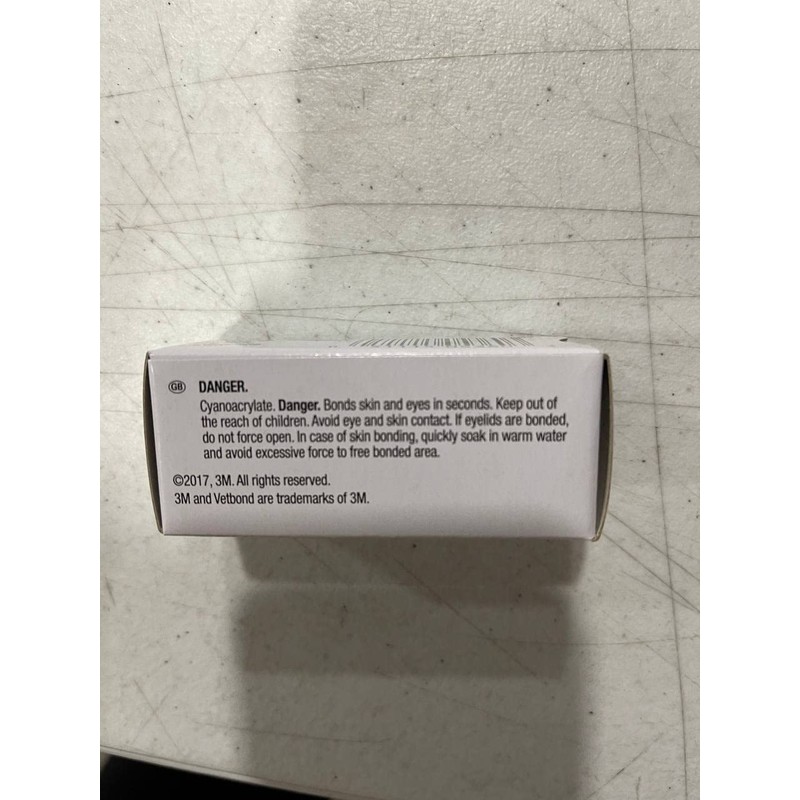 GB DANGER.
Cyanoacrylate. Danger. Bonds skin and eyes in seconds. Keep out of
the reach of children. Avoid eye and skin contact. If eyelids are bonded,
do not force open. In case of skin bonding, quickly soak in warm water
and avoid excessive force to free bonded area.
©2017, 3M. All rights reserved.
3M and Vetbond are trademarks of 3M.